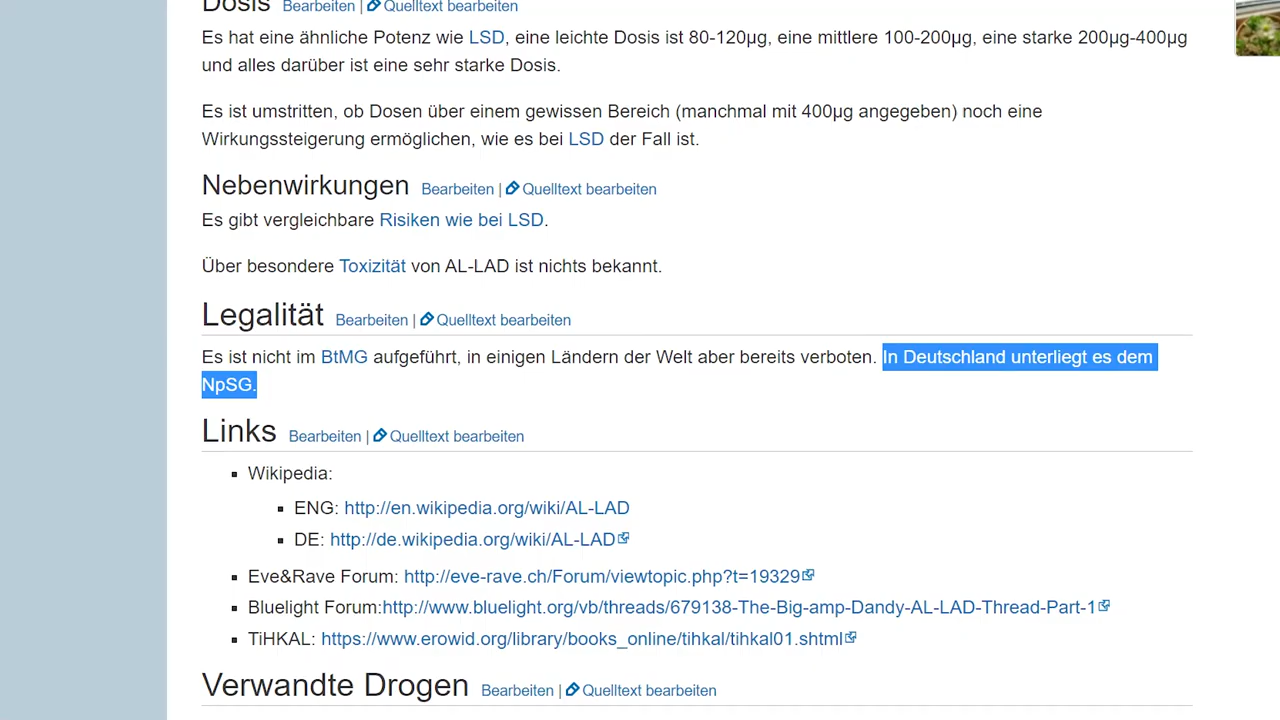 Dosis Bearbeiten | Quelltext bearbeiten
Es hat eine ähnliche Potenz wie LSD, eine leichte Dosis ist 80-120µg, eine mittlere 100-200µg, eine starke 200µg-400µg
und alles darüber ist eine sehr starke Dosis.
Es ist umstritten, ob Dosen über einem gewissen Bereich (manchmal mit 400µg angegeben) noch eine
Wirkungssteigerung ermöglichen, wie es bei LSD der Fall ist.
Nebenwirkungen Bearbeiten | Quelltext bearbeiten
Es gibt vergleichbare Risiken wie bei LSD.
Über besondere Toxizität von AL-LAD ist nichts bekannt.
Legalität Bearbeiten | Quelltext bearbeiten
Es ist nicht im BtMG aufgeführt, in einigen Ländern der Welt aber bereits verboten. In Deutschland unterliegt es dem
NpSG.
Links Bearbeiten | Quelltext bearbeiten
Wikipedia:
ENG: http://en.wikipedia.org/wiki/AL-LAD
DE: http://de.wikipedia.org/wiki/AL-LAD
Eve&Rave Forum: http://eve-rave.ch/Forum/viewtopic.php?t=19329
Bluelight Forum:http://www.bluelight.org/vb/threads/679138-The-Big-amp-Dandy-AL-LAD-Thread-Part-1
TiHKAL: https://www.erowid.org/library/books_online/tihkal/tihkal01.shtml
Verwandte Drogen Bearbeiten | Quelltext bearbeiten